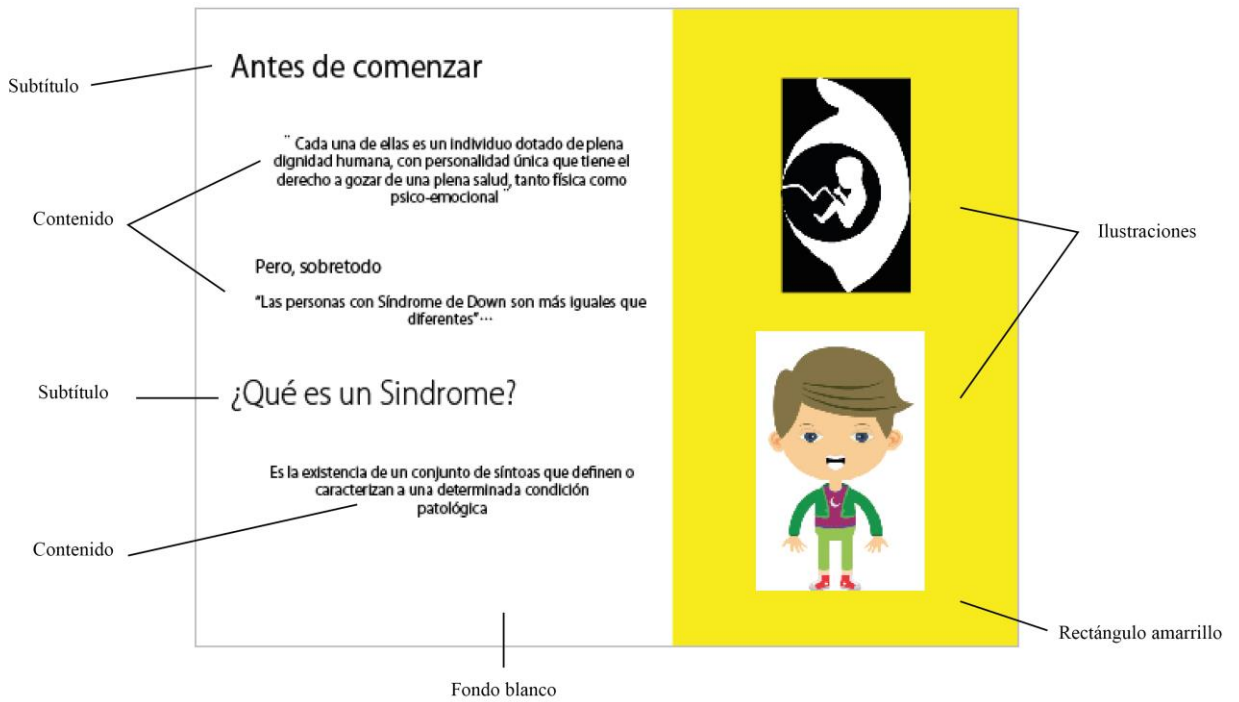 Subtítulo
Antes de comenzar
¨ Cada una de ellas es un individuo dotado de plena
dignidad humana, con personalidad única que tiene el
derecho a gozar de una plena salud, tanto física como
psico-emocional ¨
Contenido
Ilustraciones
Pero, sobretodo
“Las personas con Síndrome de Down son más iguales que
diferentes”...
Subtítulo
¿Qué es un Sindrome?
Es la existencia de un conjunto de síntoas que definen o
caracterizan a una determinada condición
patológica
Contenido
Rectángulo amarrillo
Fondo blanco